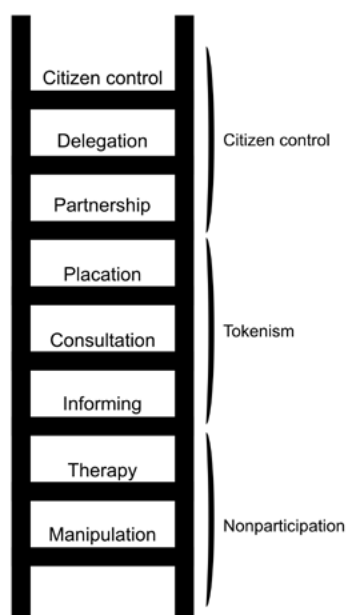 Citizen control
Delegation
Partnership
Placation
Consultation
Informing
Therapy
Manipulation
Citizen control
Tokenism
Nonparticipation